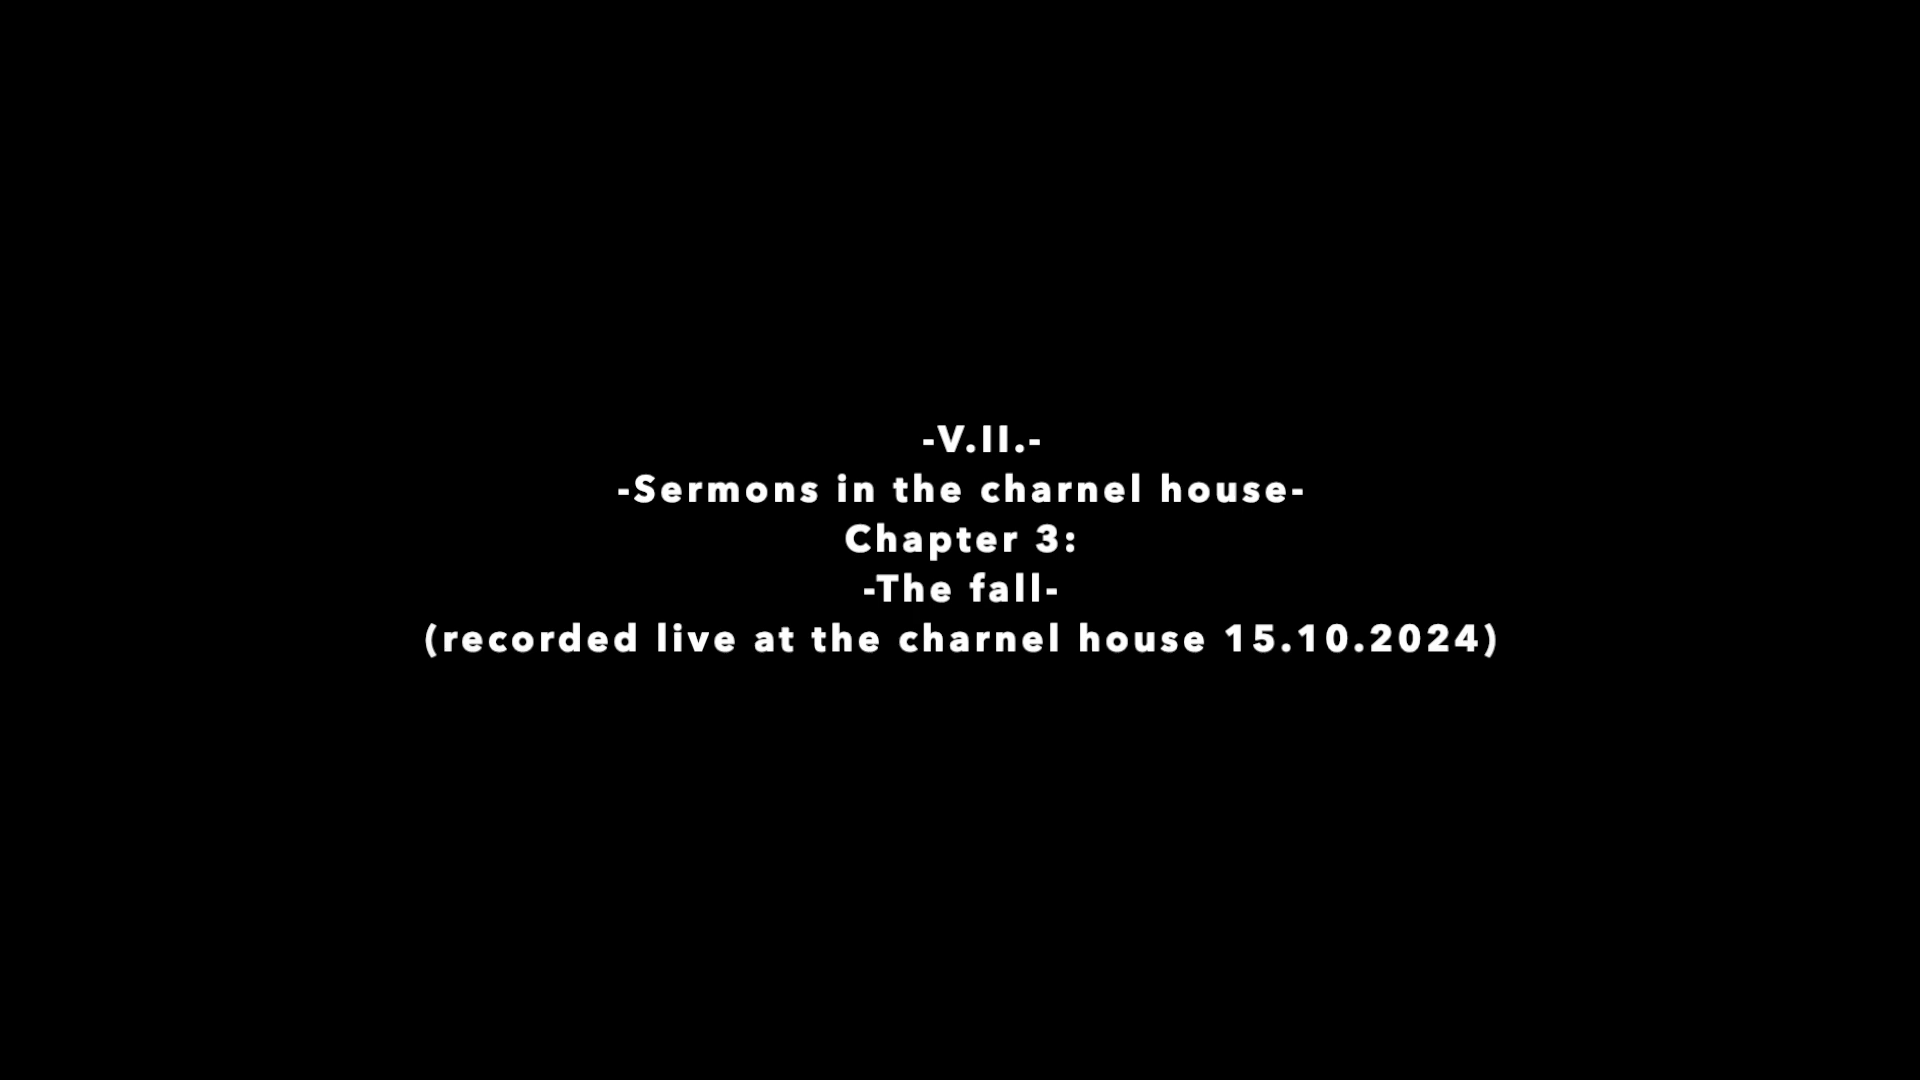 -V.II.-
-Sermons in the charnel house-
Chapter 3:
-The fall-
(recorded live at the charnel house 15.10.2024)